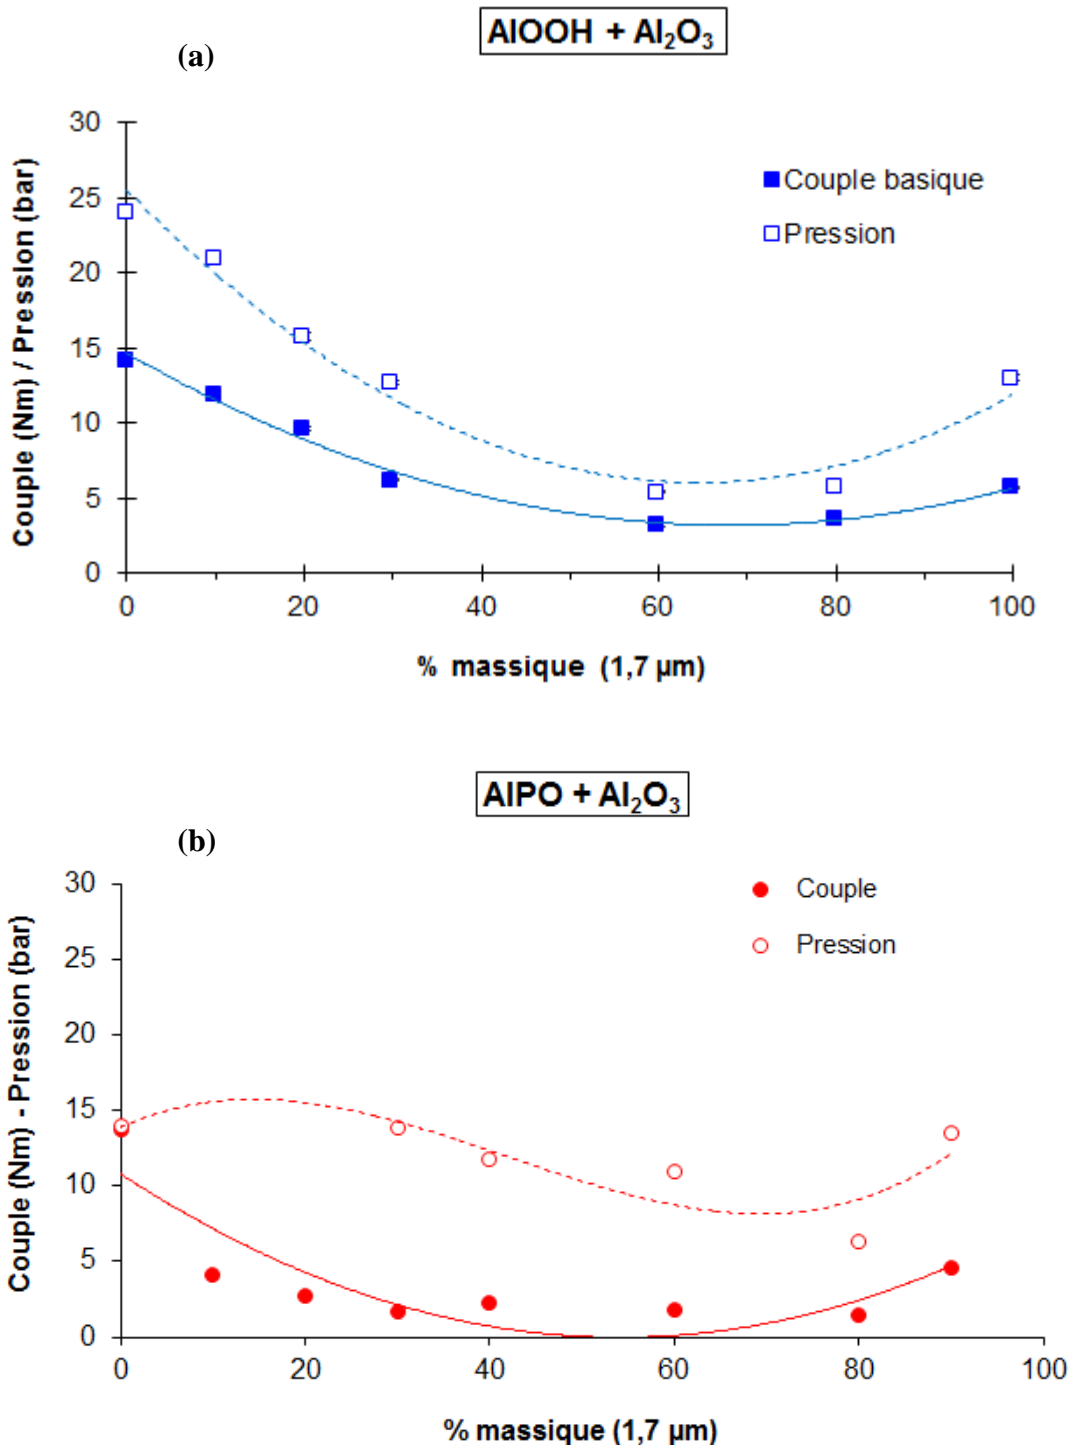 AlOOH + Al₂O₃
(a)
30
25
20
15
10
5
0
Couple (Nm) / Pression (bar)
Couple basique
Pression
0 20 40 60 80 100
% massique (1,7 µm)
AlPO + Al₂O₃
(b)
30
25
20
15
10
5
0
Couple (Nm) - Pression (bar)
Couple
Pression
0 20 40 60 80 100
% massique (1,7 µm)